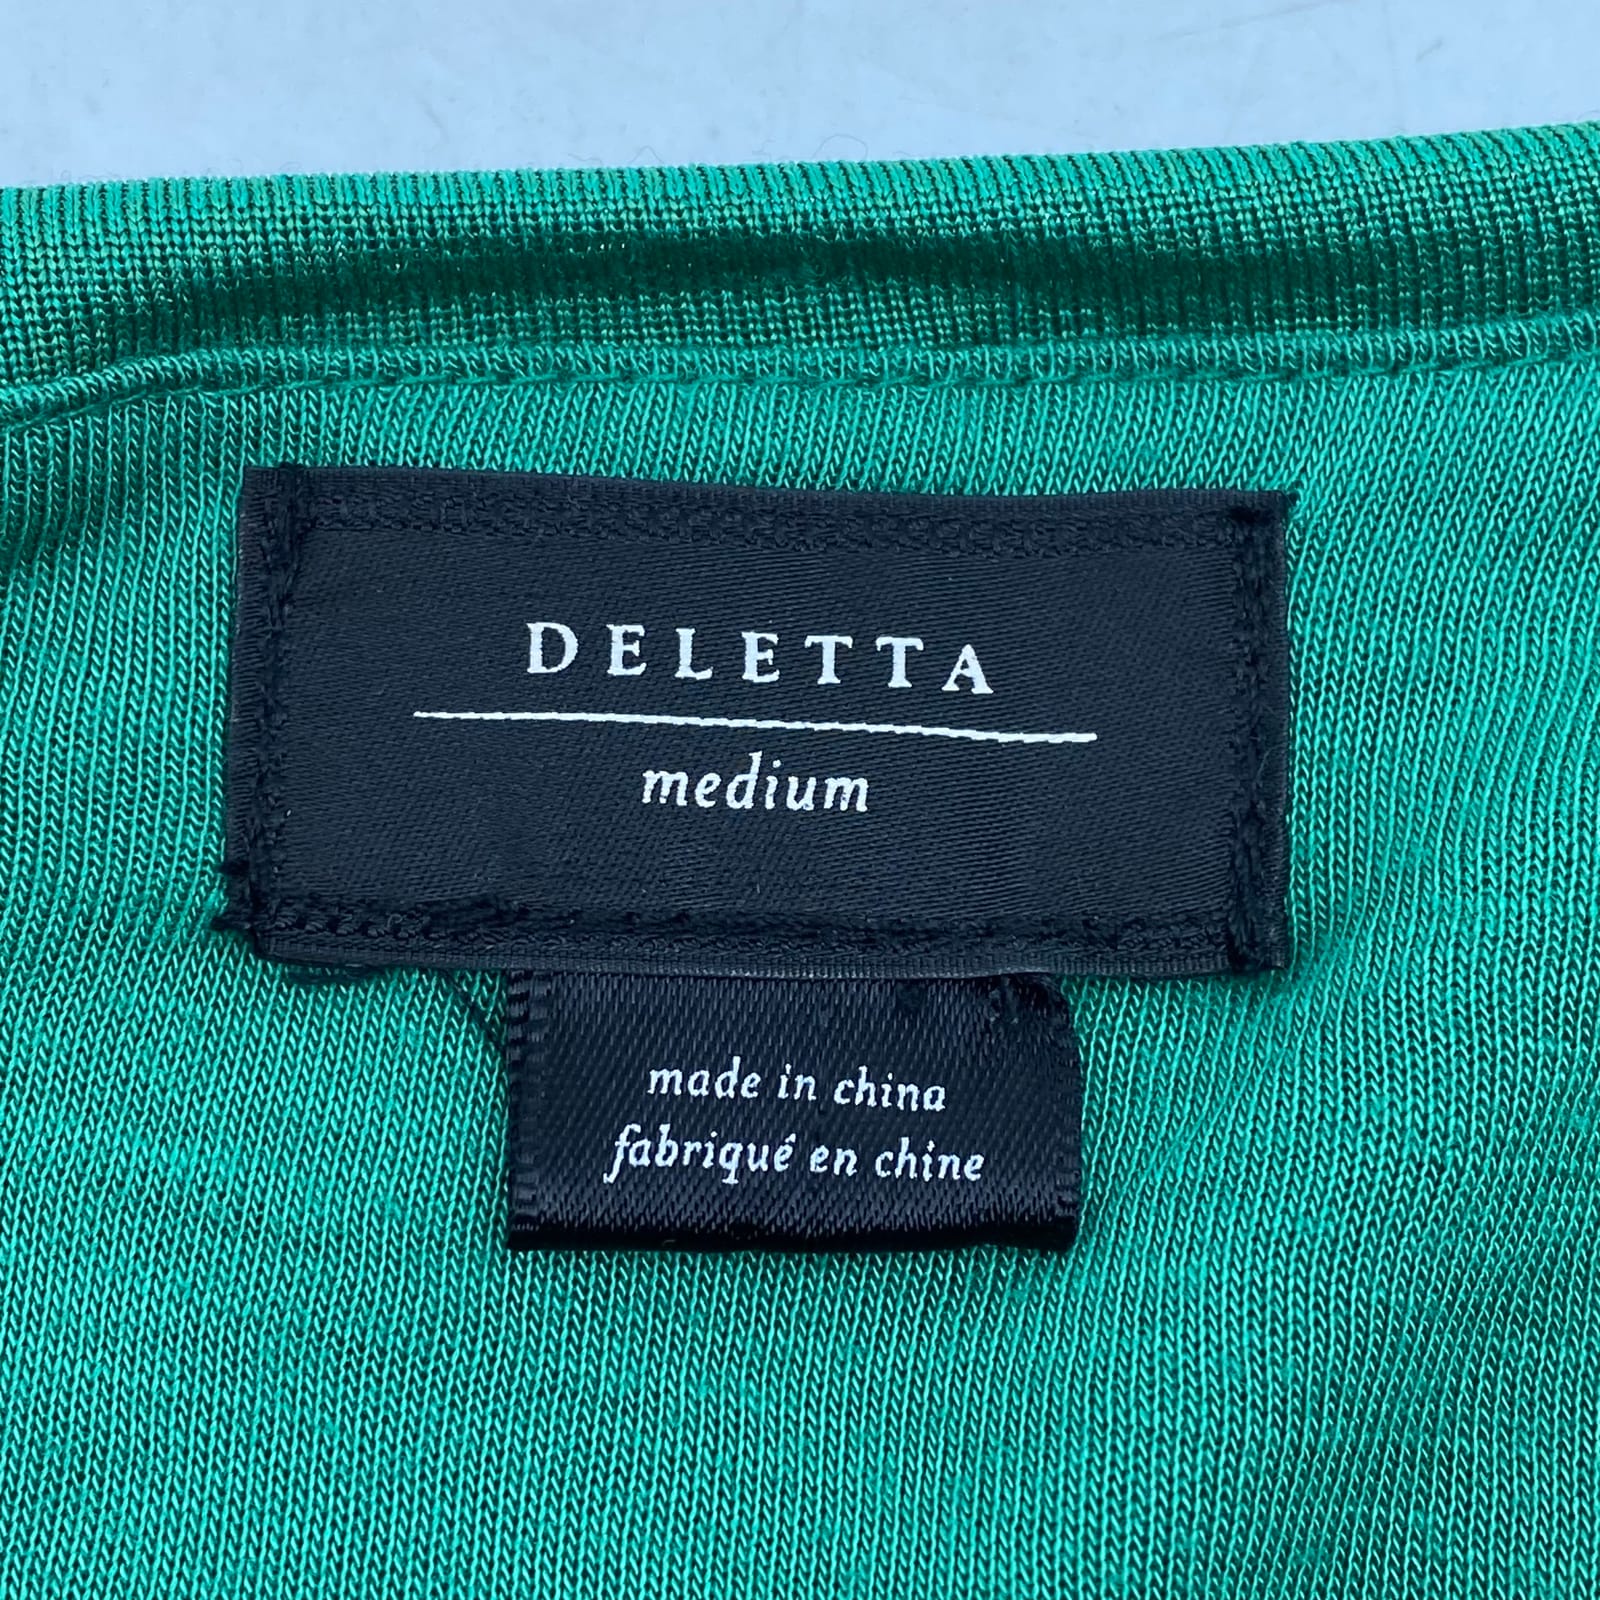 DELETTA
medium
made in china
fabriqué en chine